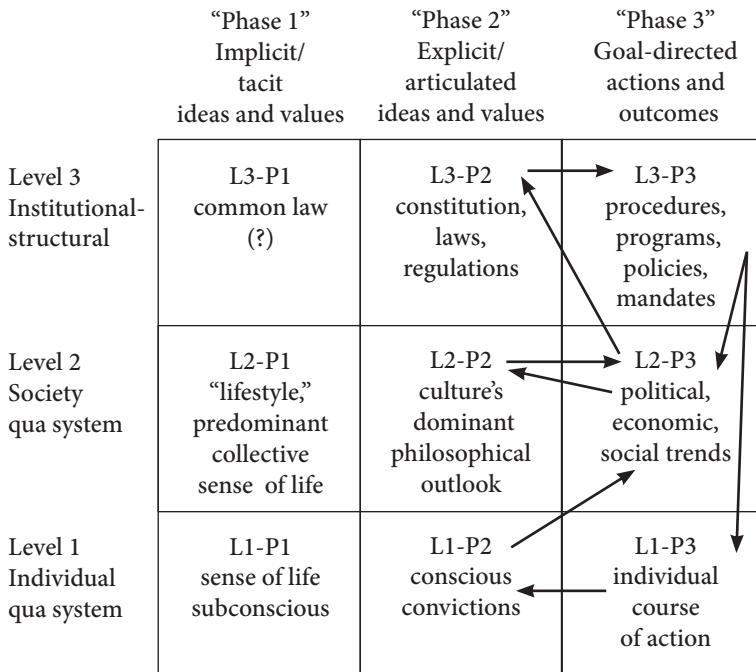 “Phase 1”
Implicit/
tacit
ideas and values
“Phase 2”
Explicit/
articulated
ideas and values
“Phase 3”
Goal-directed
actions and
outcomes
Level 3
Institutional-
structural
L3-P1
common law
(?)
L3-P2
constitution,
laws,
regulations
L3-P3
procedures,
programs,
policies,
mandates
Level 2
Society
qua system
L2-P1
“lifestyle,”
predominant
collective
sense of life
L2-P2
culture’s
dominant
philosophical
outlook
L2-P3
political,
economic,
social trends
Level 1
Individual
qua system
L1-P1
sense of life
subconscious
L1-P2
conscious
convictions
L1-P3
individual
course
of action